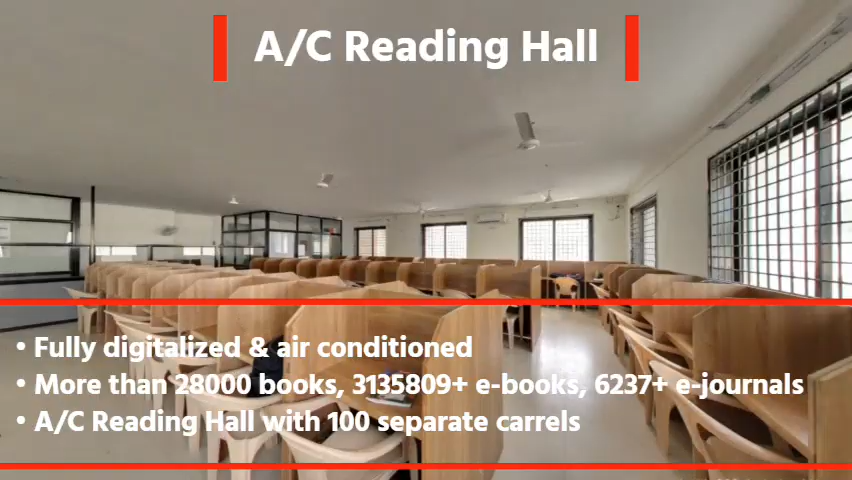 A/C Reading Hall
• Fully digitalized & air conditioned
• More than 28000 books, 3135809+ e-books, 6237+ e-journals
• A/C Reading Hall with 100 separate carrels